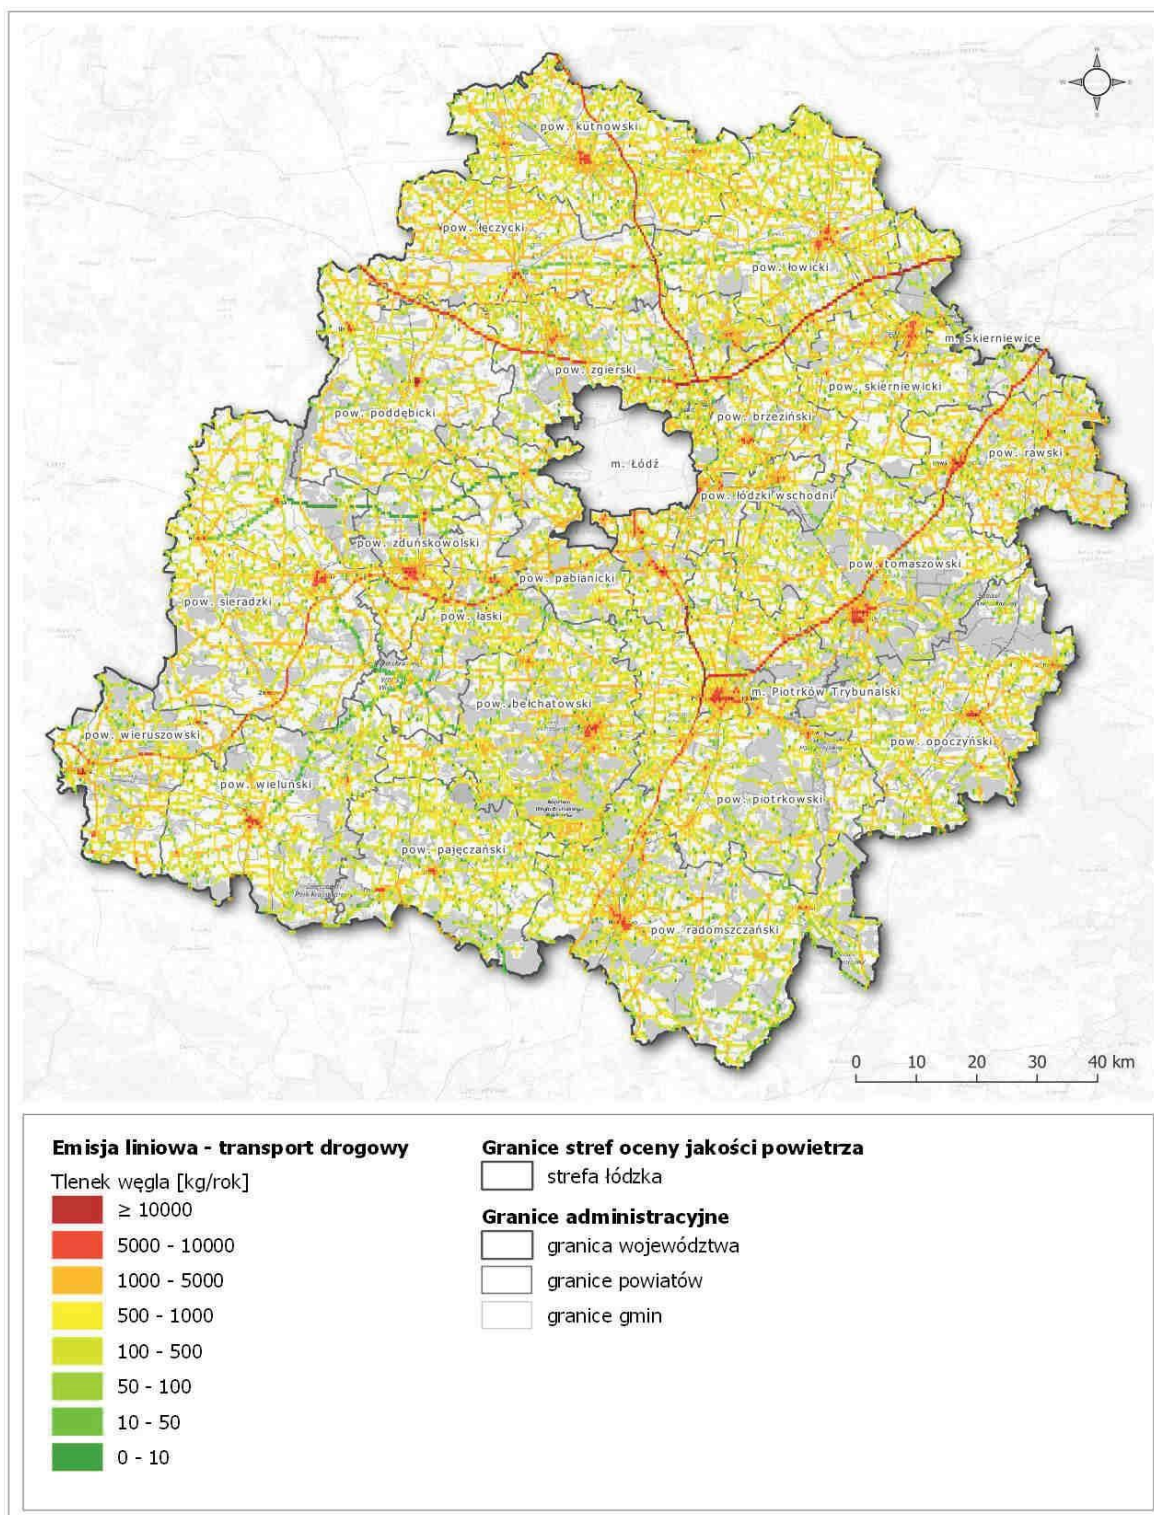 N
W
E
S
pow. kutnowski
pow. łęczycki
pow. łowicki
m. Skierniewice
pow. zgierski
pow. skierniewicki
pow. poddębicki
pow. brzeziński
pow. rawski
m. Łódź
pow. łódzki wschodni
pow. zduńskowolski
pow. tomaszowski
pow. pabianicki
pow. sieradzki
pow. łaski
m. Piotrków Trybunalski
pow. bełchatowski
pow. wieruszowski
pow. opoczyński
pow. wieluński
pow. piotrkowski
pow. pajęczański
pow. radomszczański
0 10 20 30 40 km
Emisja liniowa - transport drogowy
Tlenek węgla [kg/rok]
≥ 10000
5000 - 10000
1000 - 5000
500 - 1000
100 - 500
50 - 100
10 - 50
0 - 10
Granice stref oceny jakości powietrza
strefa łódzka
Granice administracyjne
granica województwa
granice powiatów
granice gmin